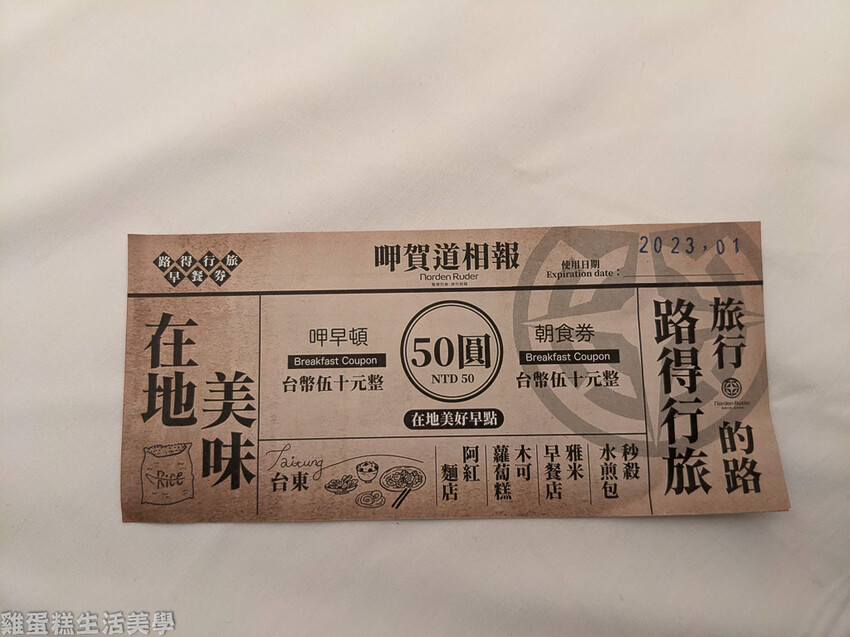 路得行旅
早餐券
呷賀道相報
Norden Ruder
使用日期
Expiration date：
2023,01
在地
美味
Rice
呷早頓
Breakfast Coupon
台幣伍十元整
50圓
NTD 50
朝食券
Breakfast Coupon
台幣伍十元整
在地美好早點
Taitung
台東
秒殺
水煎包
雅米
早餐店
木可
蘿蔔糕
阿紅
麵店
旅行
的路
Norden Ruder
路得行旅
雞蛋糕生活美學